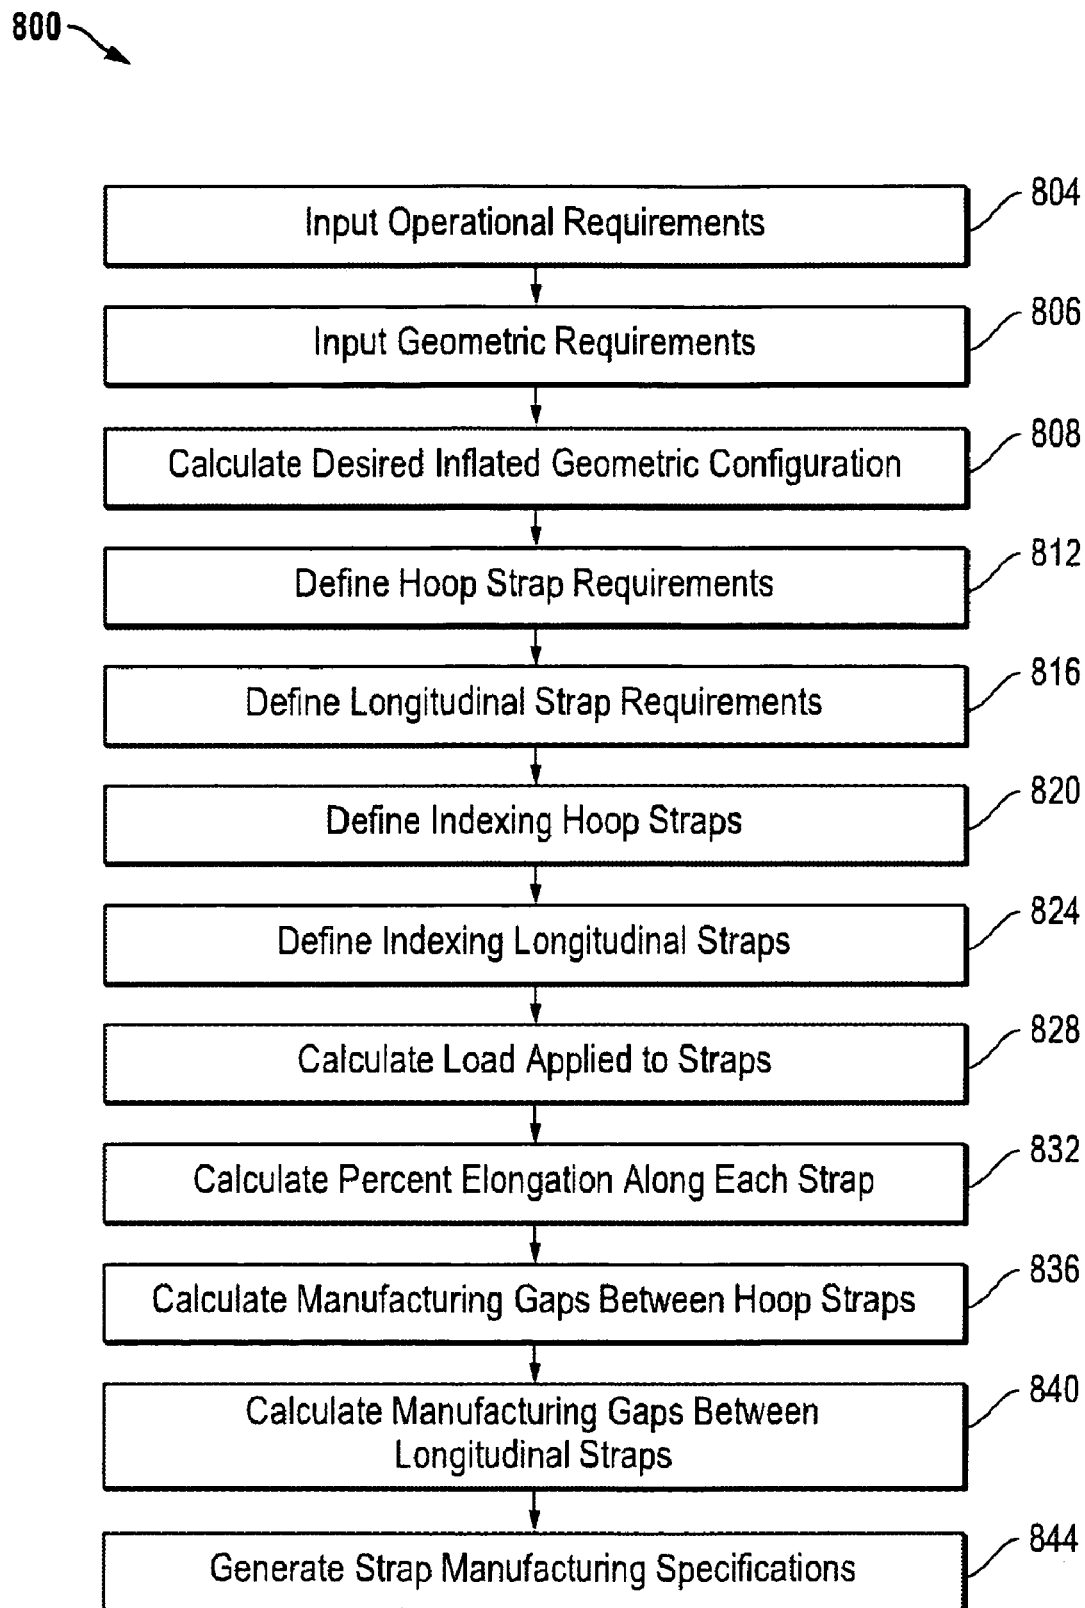 800
Input Operational Requirements
804
Input Geometric Requirements
806
Calculate Desired Inflated Geometric Configuration
808
Define Hoop Strap Requirements
812
Define Longitudinal Strap Requirements
816
Define Indexing Hoop Straps
820
Define Indexing Longitudinal Straps
824
Calculate Load Applied to Straps
828
Calculate Percent Elongation Along Each Strap
832
Calculate Manufacturing Gaps Between Hoop Straps
836
Calculate Manufacturing Gaps Between
Longitudinal Straps
840
Generate Strap Manufacturing Specifications
844